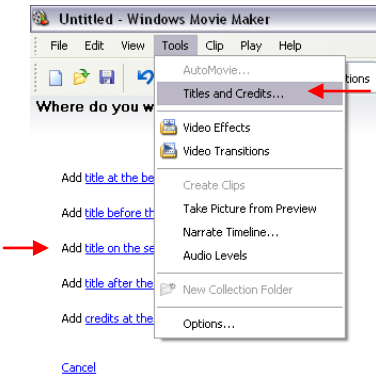 Untitled - Windows Movie Maker
File Edit View Tools Clip Play Help
AutoMovie...
tions
Titles and Credits...
Where do you w
Video Effects
Video Transitions
Add title at the be
Create Clips
Add title before th
Take Picture from Preview
Narrate Timeline...
Add title on the se
Audio Levels
Add title after the
New Collection Folder
Add credits at the
Options...
Cancel